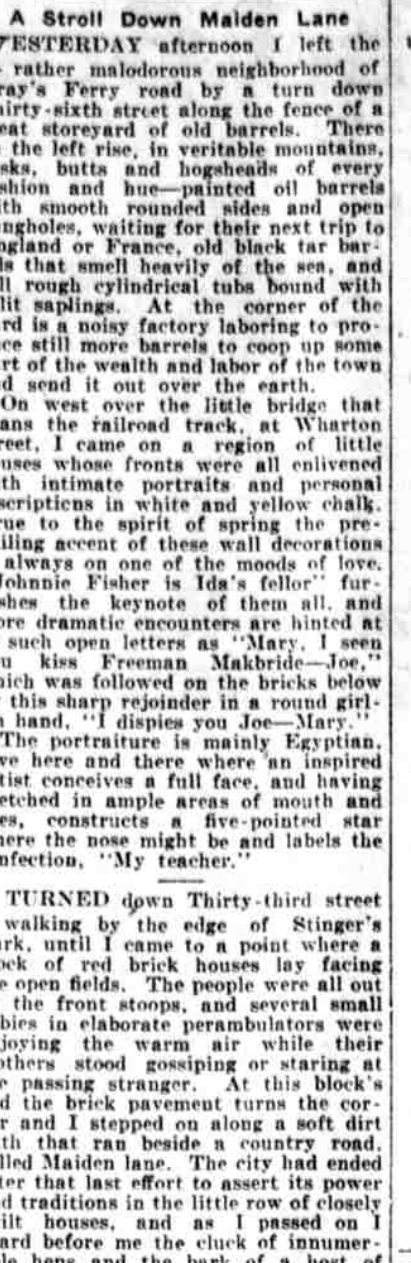 A Stroll Down Maiden Lane
YESTERDAY afternoon I left the
rather malodorous neighborhood of
ray's Ferry road by a turn down
hirty-sixth street along the fence of a
eat storeyard of old barrels. There
the left rise, in veritable mountains,
sks, butts and hogsheads of every
shion and hue—painted oil barrels
ith smooth rounded sides and open
ungholes, waiting for their next trip to
ngland or France, old black tar bar-
ls that smell heavily of the sea, and
ll rough cylindrical tubs bound with
lit saplings. At the corner of the
rd is a noisy factory laboring to pro-
ce still more barrels to coop up some
rt of the wealth and labor of the town
d send it out over the earth.
On west over the little bridge that
ans the railroad track, at Wharton
reet, I came on a region of little
uses whose fronts were all enlivened
th intimate portraits and personal
scriptions in white and yellow chalk.
rue to the spirit of spring the pre-
iling accent of these wall decorations
always on one of the moods of love.
Johnnie Fisher is Ida's fellor" fur-
shes the keynote of them all, and
ore dramatic encounters are hinted at
such open letters as "Mary, I seen
u kiss Freeman Makbride—Joe,"
hich was followed on the bricks below
this sharp rejoinder in a round girl-
h hand, "I dispies you Joe—Mary."
The portraiture is mainly Egyptian,
ve here and there where an inspired
tist conceives a full face, and having
etched in ample areas of mouth and
es, constructs a five-pointed star
here the nose might be and labels the
nfection, "My teacher."
TURNED down Thirty-third street
walking by the edge of Stinger's
ark, until I came to a point where a
ock of red brick houses lay facing
e open fields. The people were all out
the front stoops, and several small
bies in elaborate perambulators were
joying the warm air while their
others stood gossiping or staring at
e passing stranger. At this block's
d the brick pavement turns the cor-
r and I stepped on along a soft dirt
th that ran beside a country road,
lled Maiden lane. The city had ended
ter that last effort to assert its power
d traditions in the little row of closely
ilt houses, and as I passed on I
ard before me the cluck of innumer-
le hens and the bark of a host of